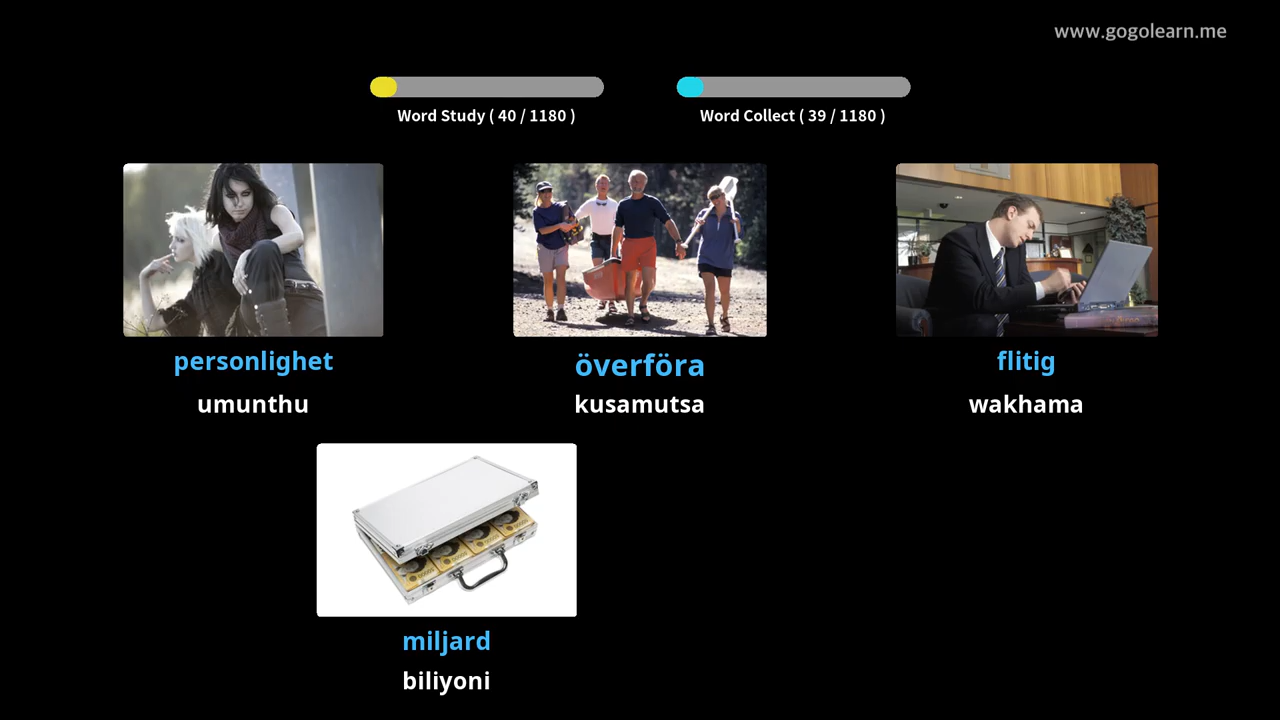 www.gogolearn.me
Word Study ( 40 / 1180 )
Word Collect ( 39 / 1180 )
personlighet
umunthu
överföra
kusamutsa
flitig
wakhama
miljard
biliyoni